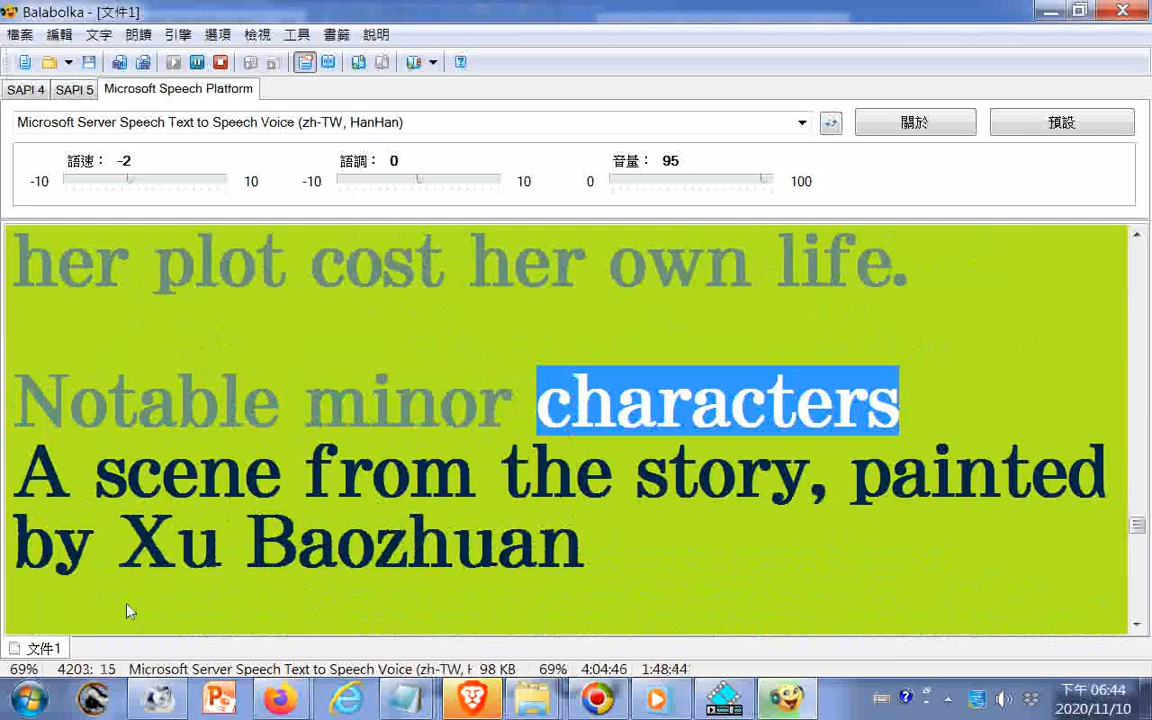 Balabolka - [文件1]
檔案 編輯 文字 朗讀 引擎 選項 檢視 工具 書籤 說明
SAPI 4 SAPI 5 Microsoft Speech Platform
Microsoft Server Speech Text to Speech Voice (zh-TW, HanHan) 關於 預設
語速： -2 語調： 0 音量： 95
-10 10 -10 10 0 100
her plot cost her own life.
Notable minor characters
A scene from the story, painted
by Xu Baozhuan
文件1
69% 4203: 15 Microsoft Server Speech Text to Speech Voice (zh-TW, 98 KB 69% 4:04:46 1:48:44
下午 06:44
2020/11/10